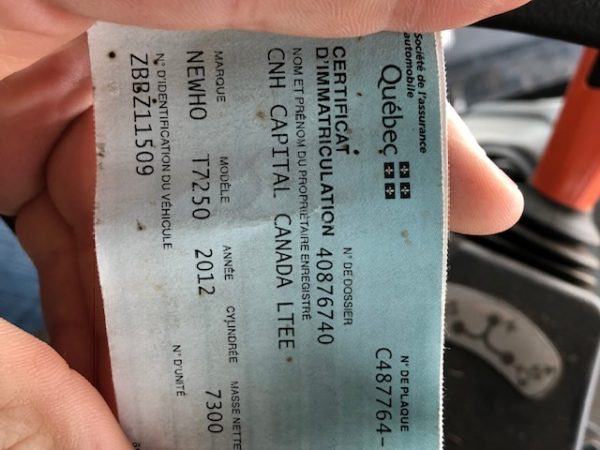 Société de l'assurance
automobile
Québec
N° DE PLAQUE
C487764-
CERTIFICAT
D'IMMATRICULATION
N° DE DOSSIER
40876740
NOM ET PRÉNOM DU PROPRIÉTAIRE ENREGISTRÉ
CNH CAPITAL CANADA LTEE
MARQUE MODÈLE ANNÉE CYLINDRÉE MASSE NETTE
NEWHO T7250 2012 7300
N° D'IDENTIFICATION DU VÉHICULE N° D'UNITÉ
ZBBZ11509